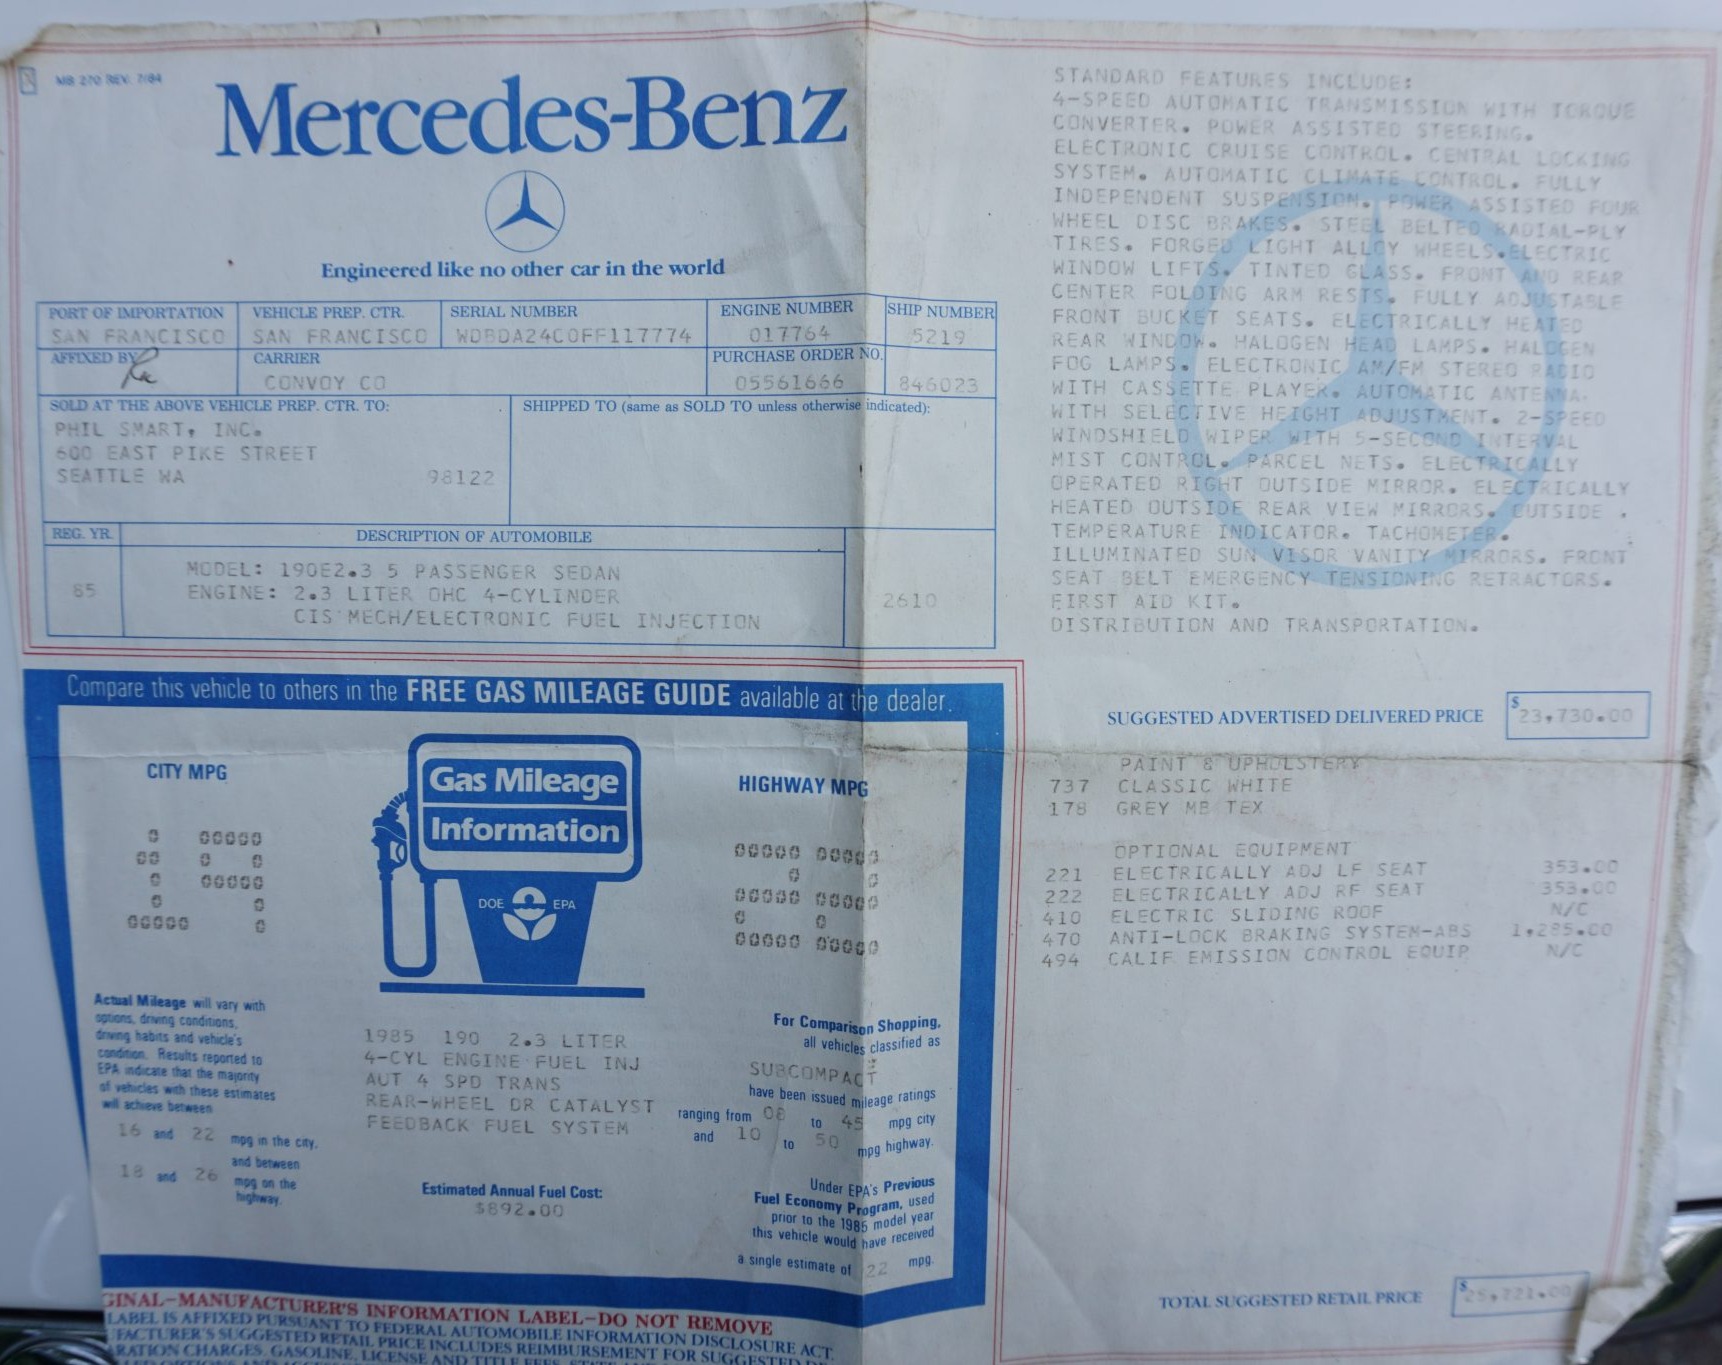 MB 270 REV. 7/84
Mercedes-Benz
Engineered like no other car in the world
PORT OF IMPORTATION VEHICLE PREP. CTR. SERIAL NUMBER ENGINE NUMBER SHIP NUMBER
SAN FRANCISCO SAN FRANCISCO WDBDA24C0FF117774 017764 5219
AFFIXED BY CARRIER PURCHASE ORDER NO.
CONVOY CO 05561666 846023
SOLD AT THE ABOVE VEHICLE PREP. CTR. TO: SHIPPED TO (same as SOLD TO unless otherwise indicated):
PHIL SMART, INC.
600 EAST PIKE STREET
SEATTLE WA 98122
REG. YR. DESCRIPTION OF AUTOMOBILE
MODEL: 190E2.3 5 PASSENGER SEDAN
85 ENGINE: 2.3 LITER OHC 4-CYLINDER 2610
CIS MECH/ELECTRONIC FUEL INJECTION
STANDARD FEATURES INCLUDE:
4-SPEED AUTOMATIC TRANSMISSION WITH TORQUE
CONVERTER. POWER ASSISTED STEERING.
ELECTRONIC CRUISE CONTROL. CENTRAL LOCKING
SYSTEM. AUTOMATIC CLIMATE CONTROL. FULLY
INDEPENDENT SUSPENSION. POWER ASSISTED FOUR
WHEEL DISC BRAKES. STEEL BELTED RADIAL-PLY
TIRES. FORGED LIGHT ALLOY WHEELS.ELECTRIC
WINDOW LIFTS. TINTED GLASS. FRONT AND REAR
CENTER FOLDING ARM RESTS. FULLY ADJUSTABLE
FRONT BUCKET SEATS. ELECTRICALLY HEATED
REAR WINDOW. HALOGEN HEAD LAMPS. HALOGEN
FOG LAMPS. ELECTRONIC AM/FM STEREO RADIO
WITH CASSETTE PLAYER. AUTOMATIC ANTENNA
WITH SELECTIVE HEIGHT ADJUSTMENT. 2-SPEED
WINDSHIELD WIPER WITH 5-SECOND INTERVAL
MIST CONTROL. PARCEL NETS. ELECTRICALLY
OPERATED RIGHT OUTSIDE MIRROR. ELECTRICALLY
HEATED OUTSIDE REAR VIEW MIRRORS. OUTSIDE .
TEMPERATURE INDICATOR. TACHOMETER.
ILLUMINATED SUN VISOR VANITY MIRRORS. FRONT
SEAT BELT EMERGENCY TENSIONING RETRACTORS.
FIRST AID KIT.
DISTRIBUTION AND TRANSPORTATION.
SUGGESTED ADVERTISED DELIVERED PRICE $23,730.00
PAINT & UPHOLSTERY
737 CLASSIC WHITE
178 GREY MB TEX
OPTIONAL EQUIPMENT
221 ELECTRICALLY ADJ LF SEAT 353.00
222 ELECTRICALLY ADJ RF SEAT 353.00
410 ELECTRIC SLIDING ROOF N/C
470 ANTI-LOCK BRAKING SYSTEM-ABS 1,285.00
494 CALIF EMISSION CONTROL EQUIP N/C
TOTAL SUGGESTED RETAIL PRICE $25,721.00
Compare this vehicle to others in the FREE GAS MILEAGE GUIDE available at the dealer.
CITY MPG
19
Gas Mileage
Information
DOE EPA
HIGHWAY MPG
22
Actual Mileage will vary with
options, driving conditions,
driving habits and vehicle's
condition. Results reported to
EPA indicate that the majority
of vehicles with these estimates
will achieve between
16 and 22 mpg in the city,
and between
18 and 26 mpg on the
highway.
1985 190 2.3 LITER
4-CYL ENGINE FUEL INJ
AUT 4 SPD TRANS
REAR-WHEEL DR CATALYST
FEEDBACK FUEL SYSTEM
Estimated Annual Fuel Cost:
$892.00
For Comparison Shopping,
all vehicles classified as
SUBCOMPACT
have been issued mileage ratings
ranging from 08 to 45 mpg city
and 10 to 50 mpg highway.
Under EPA's Previous
Fuel Economy Program, used
prior to the 1985 model year
this vehicle would have received
a single estimate of 22 mpg.
GINAL—MANUFACTURER'S INFORMATION LABEL—DO NOT REMOVE
LABEL IS AFFIXED PURSUANT TO FEDERAL AUTOMOBILE INFORMATION DISCLOSURE ACT.
FACTURER'S SUGGESTED RETAIL PRICE INCLUDES REIMBURSEMENT FOR SUGGESTED
RATION CHARGES. GASOLINE, LICENSE AND TITLE FEES,